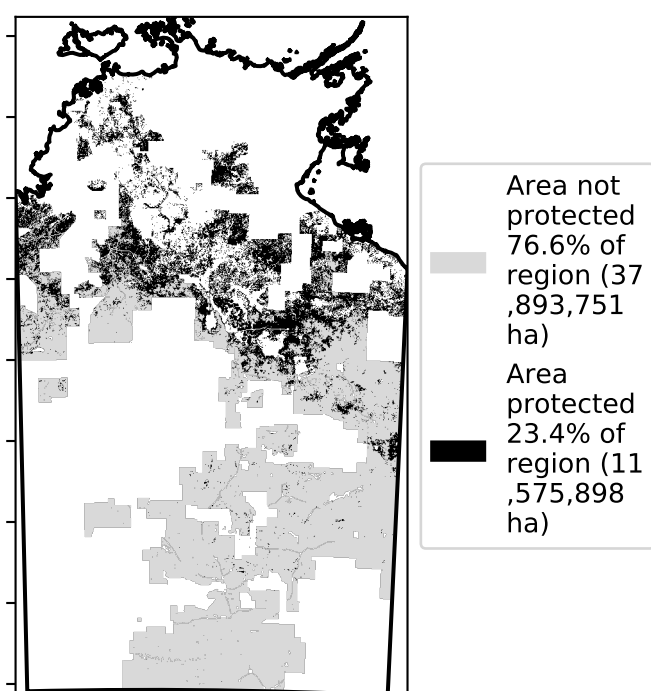 Area not
protected
76.6% of
region (37
,893,751
ha)
Area
protected
23.4% of
region (11
,575,898
ha)